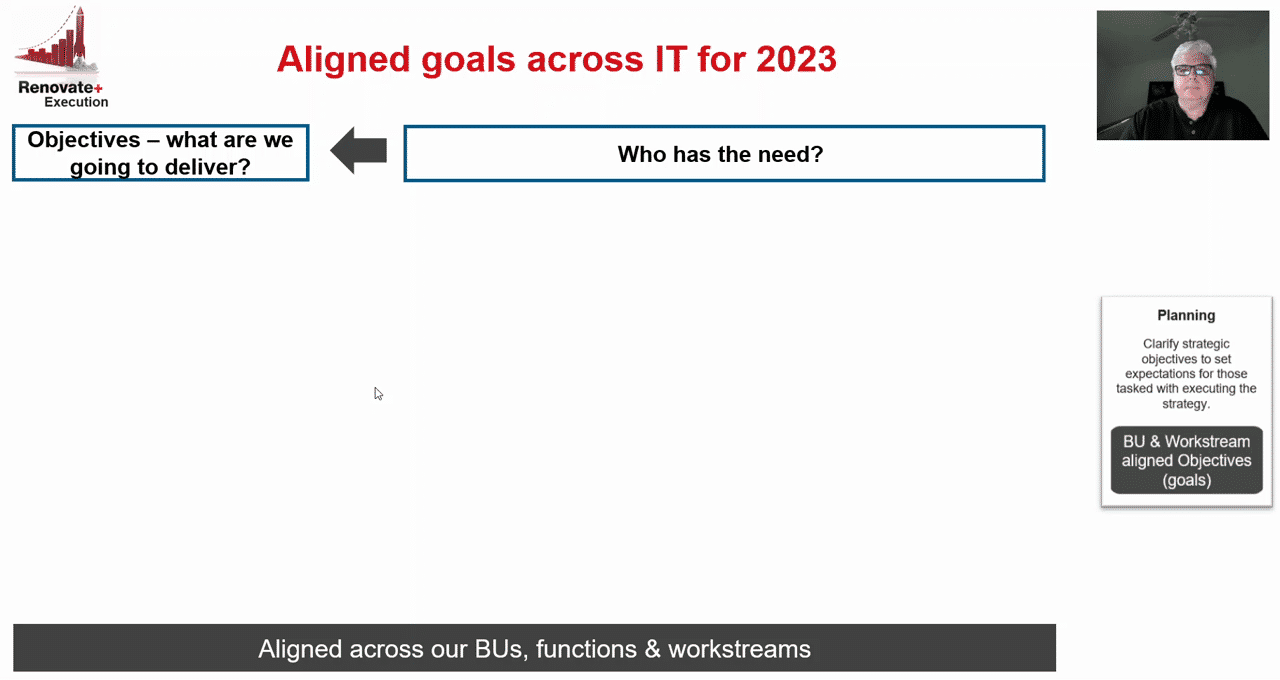 Renovate+
Execution
Aligned goals across IT for 2023
Objectives – what are we
going to deliver?
Who has the need?
Planning
Clarify strategic
objectives to set
expectations for those
tasked with executing the
strategy.
BU & Workstream
aligned Objectives
(goals)
Aligned across our BUs, functions & workstreams